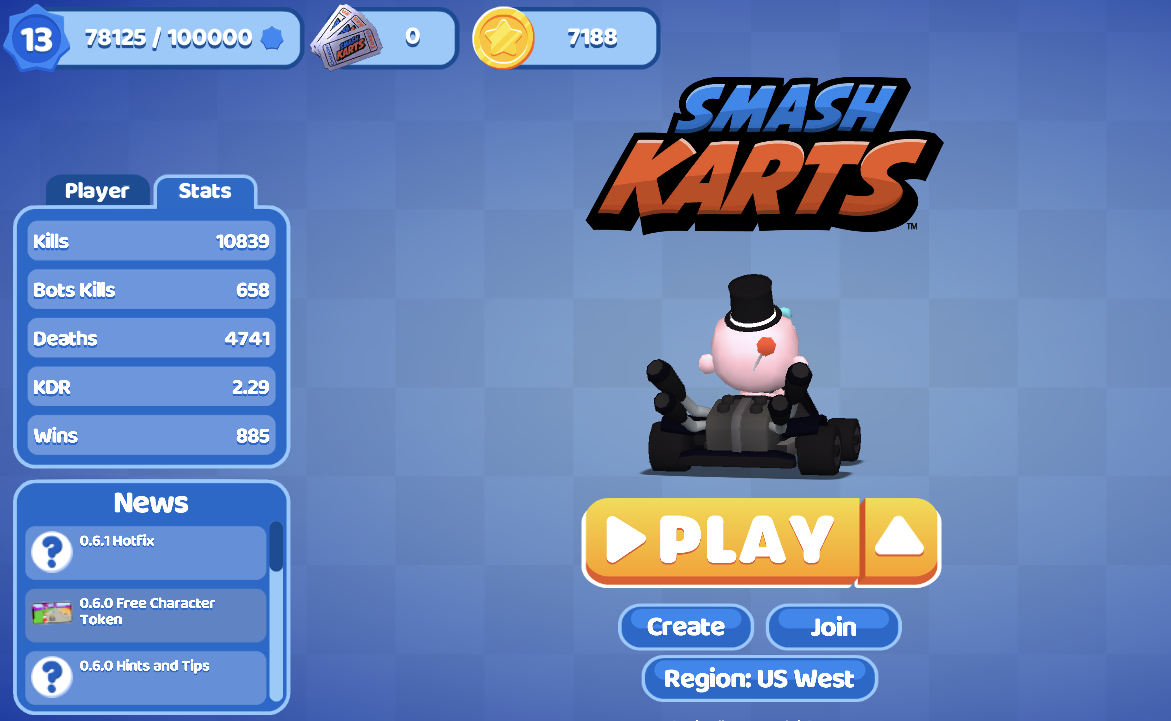 13
78125 / 100000
0
7188
SMASH
KARTS
TM
Player
Stats
Kills 10839
Bots Kills 658
Deaths 4741
KDR 2.29
Wins 885
News
0.6.1 Hotfix
0.6.0 Free Character
Token
0.6.0 Hints and Tips
PLAY
Create
Join
Region: US West